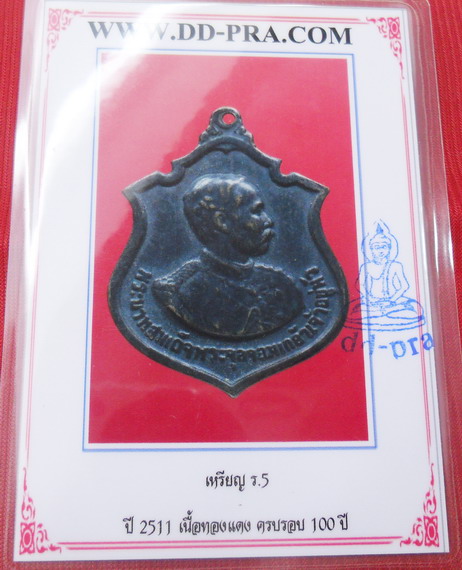 WWW.DD-PRA.COM
พระบาทสมเด็จพระจุลจอมเกล้าเจ้าอยู่หัว
dd-pra
เหรียญ ร.5
ปี 2511 เนื้อทองแดง ครบรอบ 100 ปี